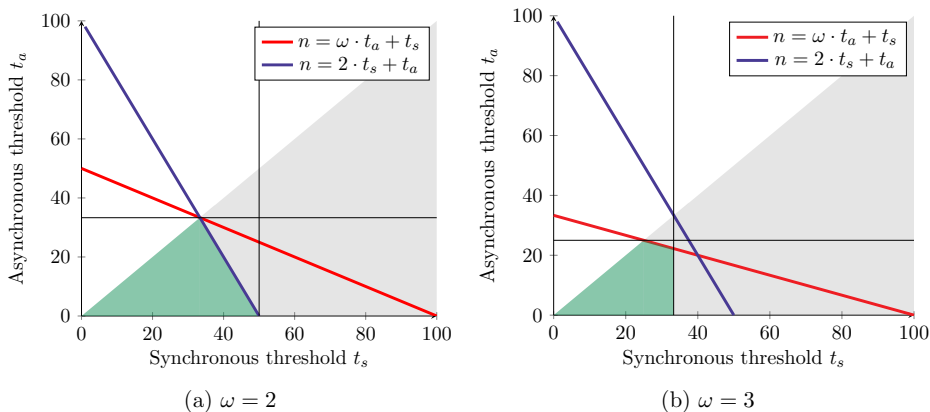 100
80
60
40
20
0
0
20
40
60
80
100
Asynchronous threshold t_a
Synchronous threshold t_s
n = ω · t_a + t_s
n = 2 · t_s + t_a
(a) ω = 2
100
80
60
40
20
0
0
20
40
60
80
100
Asynchronous threshold t_a
Synchronous threshold t_s
n = ω · t_a + t_s
n = 2 · t_s + t_a
(b) ω = 3